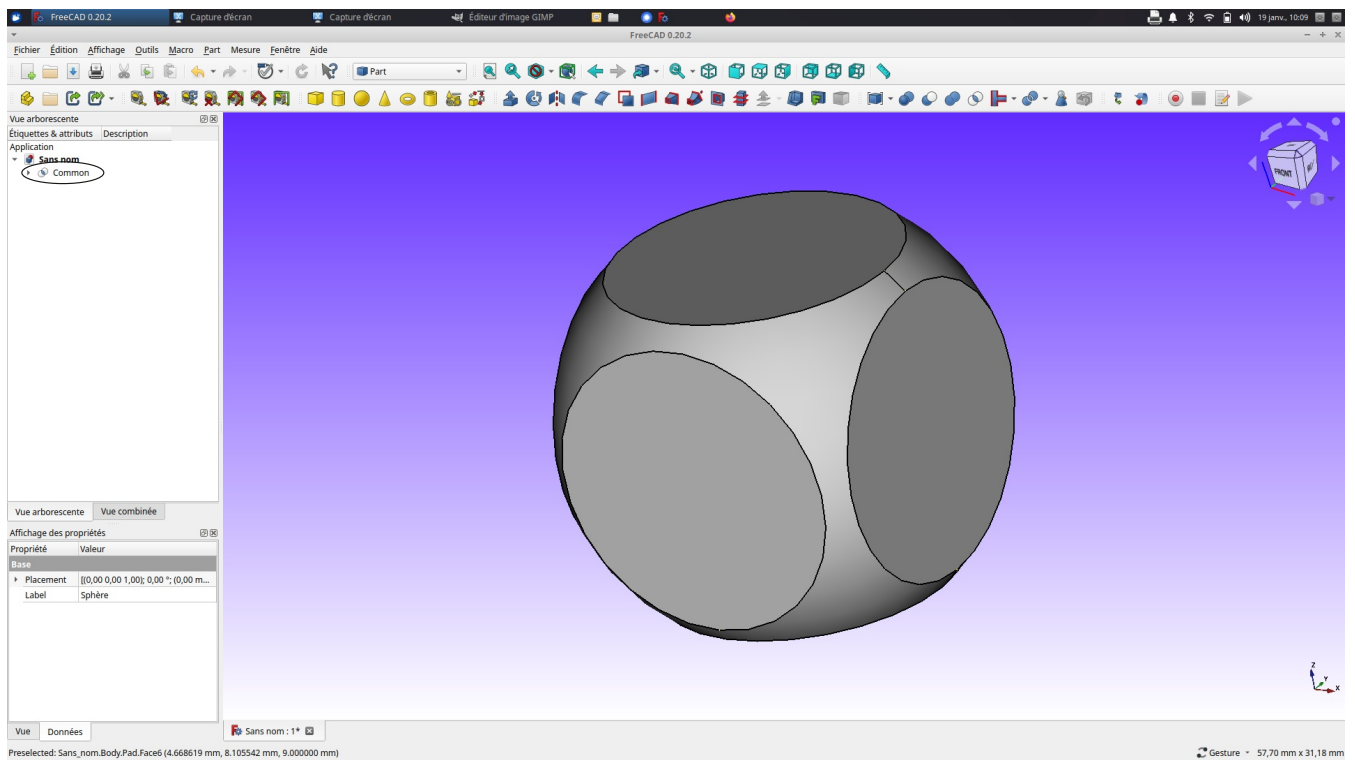 FreeCAD 0.20.2 Capture d'écran Capture d'écran Éditeur d'image GIMP 19 janv., 10:09
FreeCAD 0.20.2
Fichier Édition Affichage Outils Macro Part Mesure Fenêtre Aide
Part
Vue arborescente
Étiquettes & attributs Description
Application
Sans nom
Common
FRONT
Vue arborescente Vue combinée
Affichage des propriétés
Propriété Valeur
Base
Placement [(0,00 0,00 1,00); 0,00 °; (0,00 m...
Label Sphère
Z
Y
X
Vue Données Sans nom : 1*
Preselected: Sans_nom.Body.Pad.Face6 (4.668619 mm, 8.105542 mm, 9.000000 mm) Gesture 57,70 mm x 31,18 mm